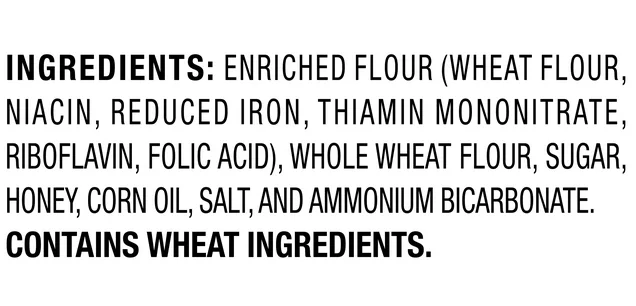 INGREDIENTS: ENRICHED FLOUR (WHEAT FLOUR,
NIACIN, REDUCED IRON, THIAMIN MONONITRATE,
RIBOFLAVIN, FOLIC ACID), WHOLE WHEAT FLOUR, SUGAR,
HONEY, CORN OIL, SALT, AND AMMONIUM BICARBONATE.
CONTAINS WHEAT INGREDIENTS.